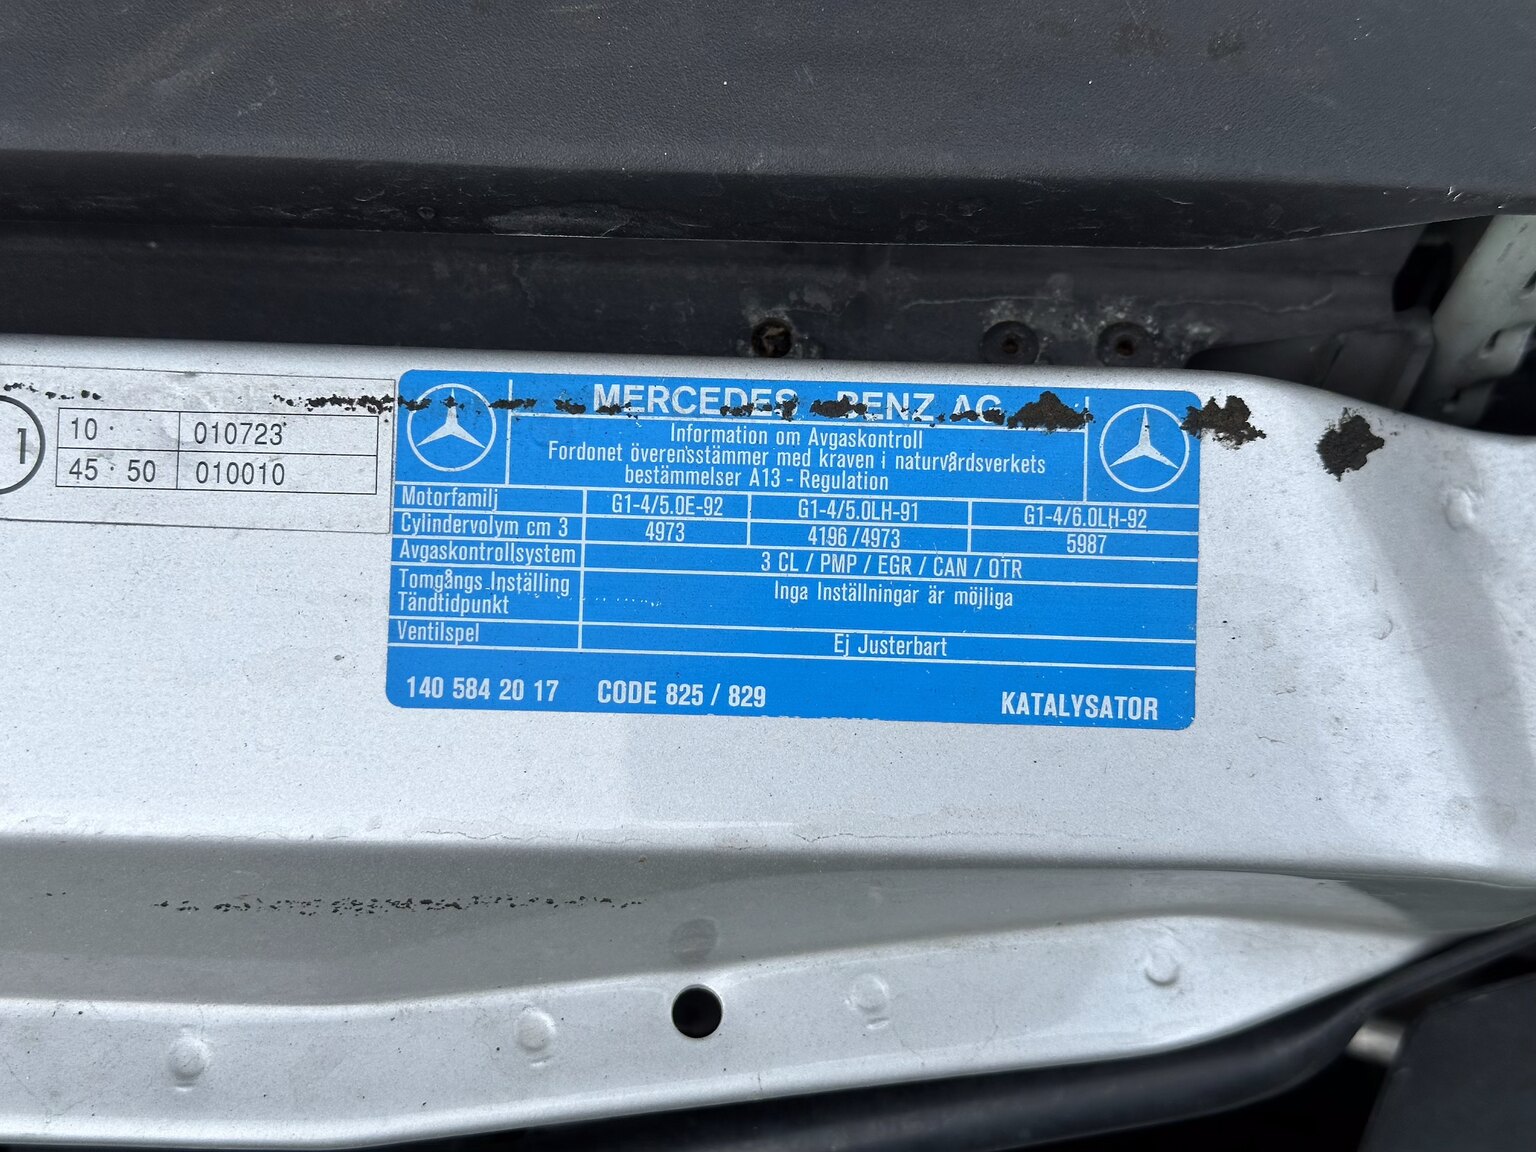 1
10 · 010723
45 · 50 010010
MERCEDES - BENZ AG
Information om Avgaskontroll
Fordonet överensstämmer med kraven i naturvårdsverkets
bestämmelser A13 - Regulation
Motorfamilj G1-4/5.0E-92 G1-4/5.0LH-91 G1-4/6.0LH-92
Cylindervolym cm 3 4973 4196/4973 5987
Avgaskontrollsystem 3 CL / PMP / EGR / CAN / OTR
Tomgångs.Inställing Inga Inställningar är möjliga
Tändtidpunkt
Ventilspel Ej Justerbart
140 584 20 17 CODE 825 / 829 KATALYSATOR